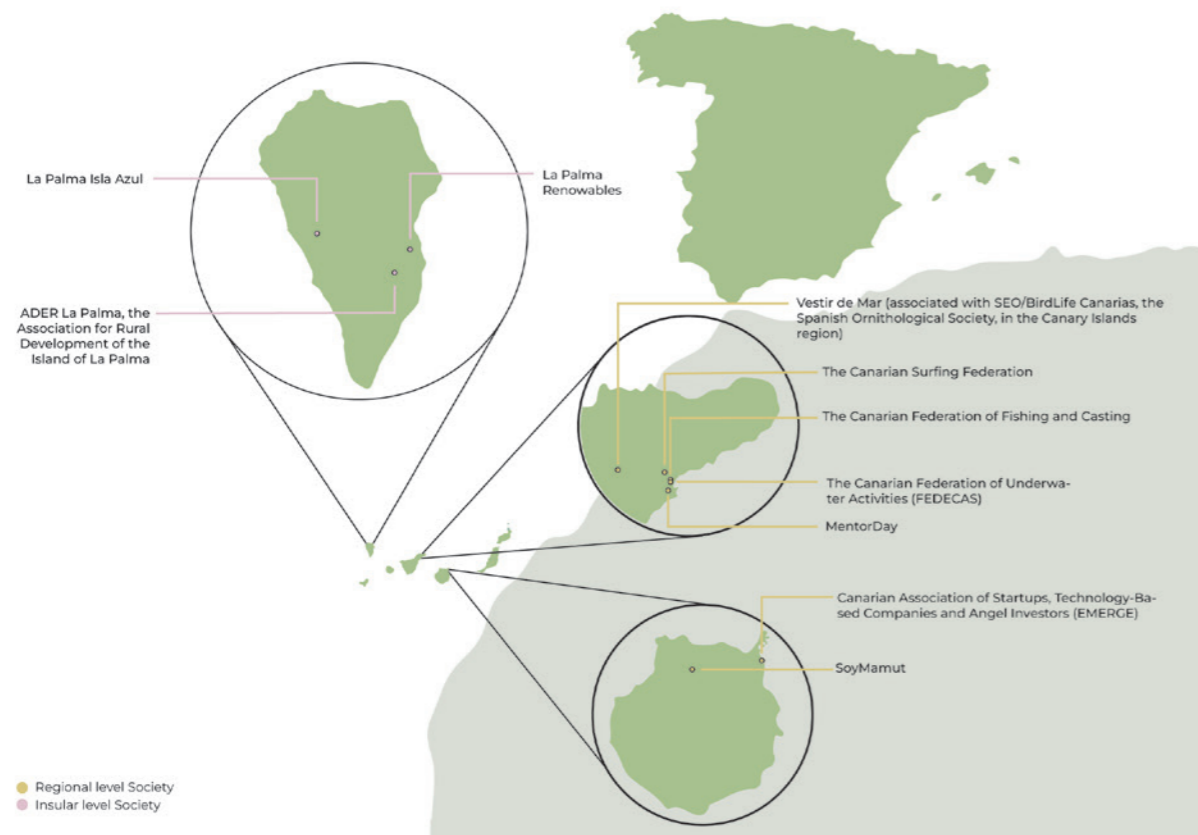 La Palma Isla Azul
La Palma
Renowables
ADER La Palma, the
Association for Rural
Development of the
Island of La Palma
Vestir de Mar (associated with SEO/BirdLife Canarias, the
Spanish Ornithological Society, in the Canary Islands
region)
The Canarian Surfing Federation
The Canarian Federation of Fishing and Casting
The Canarian Federation of Underwa-
ter Activities (FEDECAS)
MentorDay
Canarian Association of Startups, Technology-Ba-
sed Companies and Angel Investors (EMERGE)
SoyMamut
Regional level Society
Insular level Society